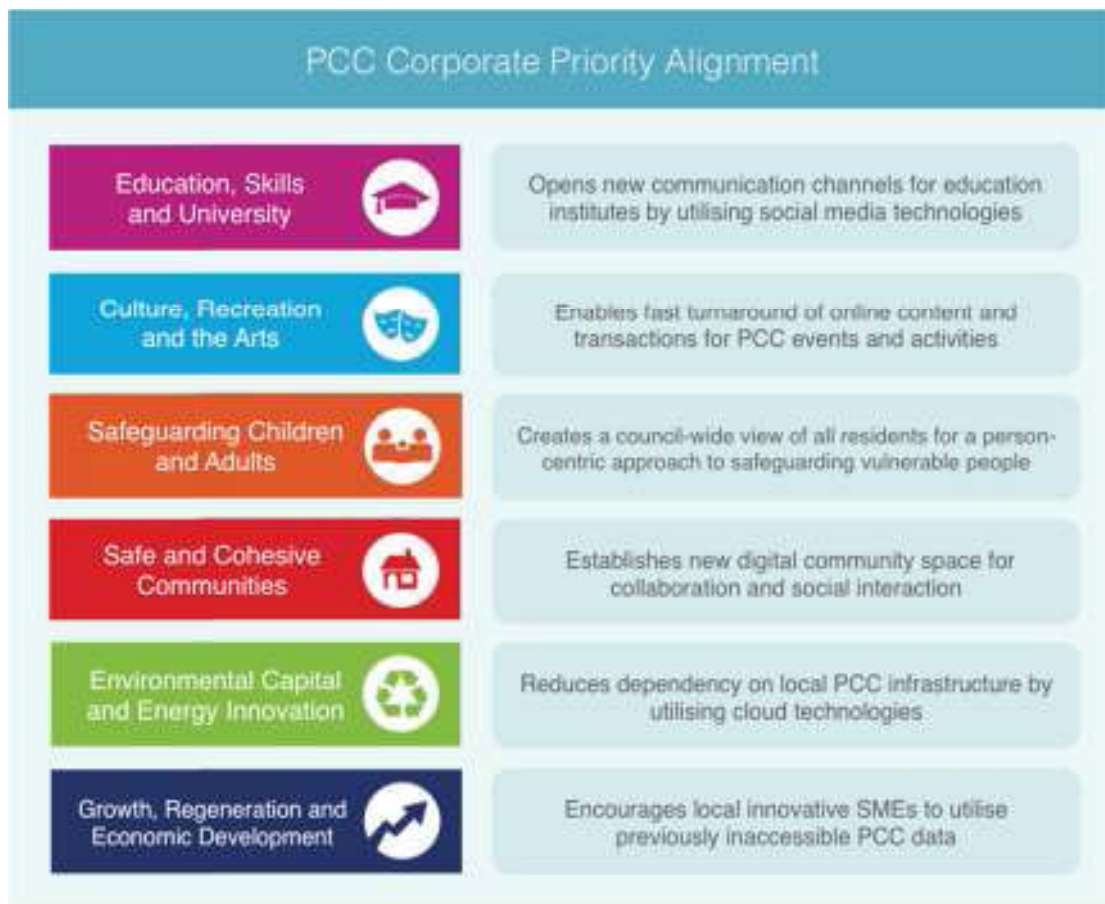 PCC Corporate Priority Alignment
Education, Skills
and University
Opens new communication channels for education
institutes by utilising social media technologies
Culture, Recreation
and the Arts
Enables fast turnaround of online content and
transactions for PCC events and activities
Safeguarding Children
and Adults
Creates a council-wide view of all residents for a person-
centric approach to safeguarding vulnerable people
Safe and Cohesive
Communities
Establishes new digital community space for
collaboration and social interaction
Environmental Capital
and Energy Innovation
Reduces dependency on local PCC infrastructure by
utilising cloud technologies
Growth, Regeneration and
Economic Development
Encourages local innovative SMEs to utilise
previously inaccessible PCC data